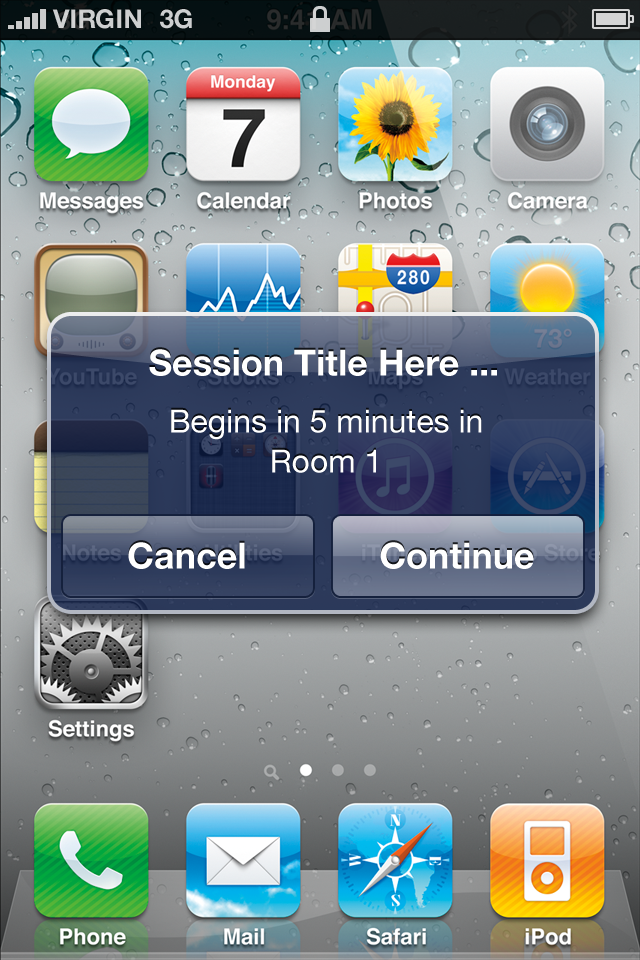 VIRGIN 3G 9:41 AM
Monday
7
Messages Calendar Photos Camera
280
73°
YouTube Stocks Maps Weather
Session Title Here ...
Begins in 5 minutes in
Room 1
Notes Utilities iTunes App Store
Cancel Continue
Settings
N
W
S
Phone Mail Safari iPod